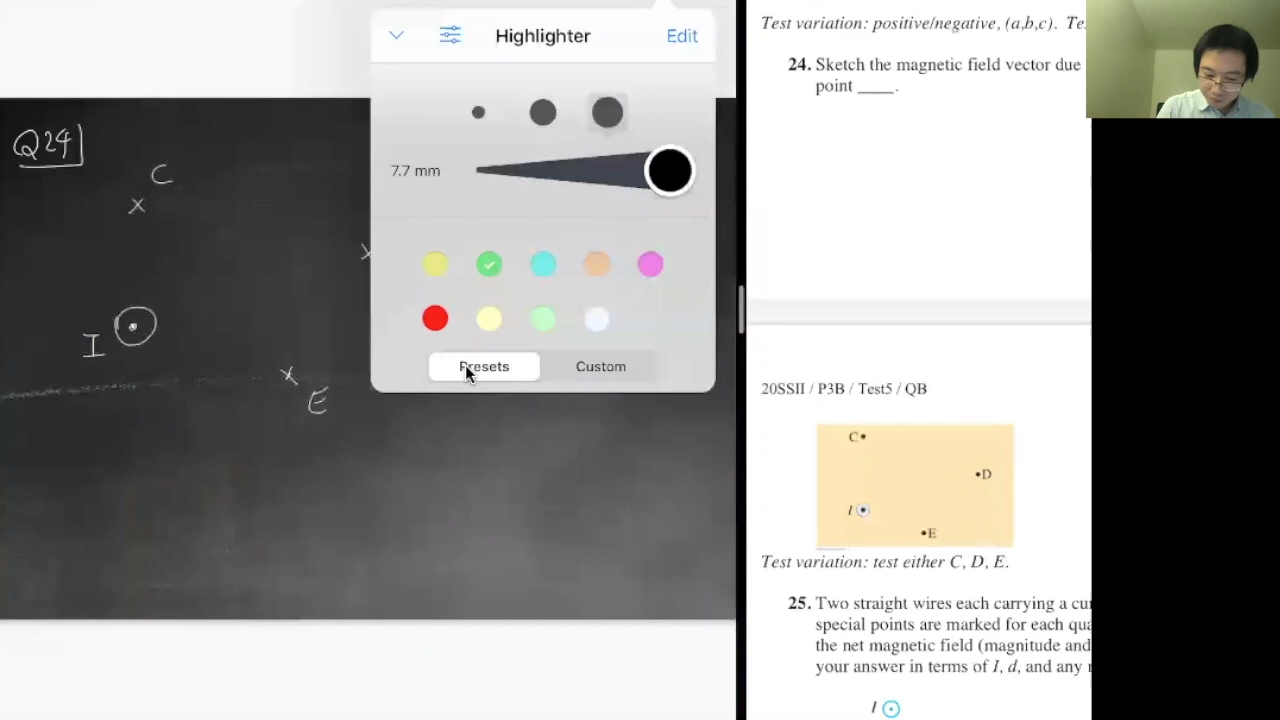 Highlighter
Edit
7.7 mm
Presets
Custom
Q24
C
I
E
Test variation: positive/negative, (a,b,c). Te
24. Sketch the magnetic field vector due
point ____.
20SSII / P3B / Test5 / QB
C
D
I
E
Test variation: test either C, D, E.
25. Two straight wires each carrying a cu
special points are marked for each qua
the net magnetic field (magnitude and
your answer in terms of I, d, and any
I